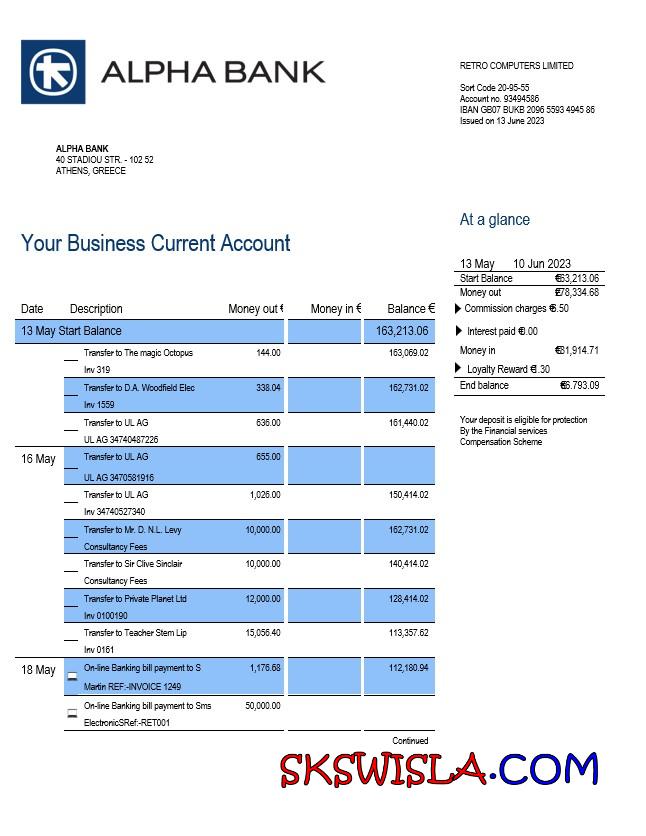 ALPHA BANK
RETRO COMPUTERS LIMITED
Sort Code 20-95-55
Account no. 93494586
IBAN GB07 BUKB 2096 5593 4945 86
Issued on 13 June 2023
ALPHA BANK
40 STADIOU STR. - 102 52
ATHENS, GREECE
At a glance
Your Business Current Account
13 May 10 Jun 2023
Start Balance €63,213.06
Money out £78,334.68
Commission charges €6.50
Interest paid €0.00
Money in €31,914.71
Loyalty Reward €1.30
End balance €6.793.09
Your deposit is eligible for protection
By the Financial services
Compensation Scheme
Date Description Money out € Money in € Balance €
13 May Start Balance 163,213.06
Transfer to The magic Octopus 144.00 163,069.02
Inv 319
Transfer to D.A. Woodfield Elec 338.04 162,731.02
Inv 1559
Transfer to UL AG 636.00 161,440.02
UL AG 34740487226
16 May Transfer to UL AG 655.00
UL AG 3470581916
Transfer to UL AG 1,026.00 150,414.02
Inv 34740527340
Transfer to Mr. D. N.L. Levy 10,000.00 162,731.02
Consultancy Fees
Transfer to Sir Clive Sinclair 10,000.00 140,414.02
Consultancy Fees
Transfer to Private Planet Ltd 12,000.00 128,414.02
Inv 0100190
Transfer to Teacher Stem Lip 15,056.40 113,357.62
Inv 0161
18 May On-line Banking bill payment to S 1,176.68 112,180.94
Martin REF:-INVOICE 1249
On-line Banking bill payment to Sms 50,000.00
ElectronicSRef:-RET001
Continued
SKSWISLA.COM